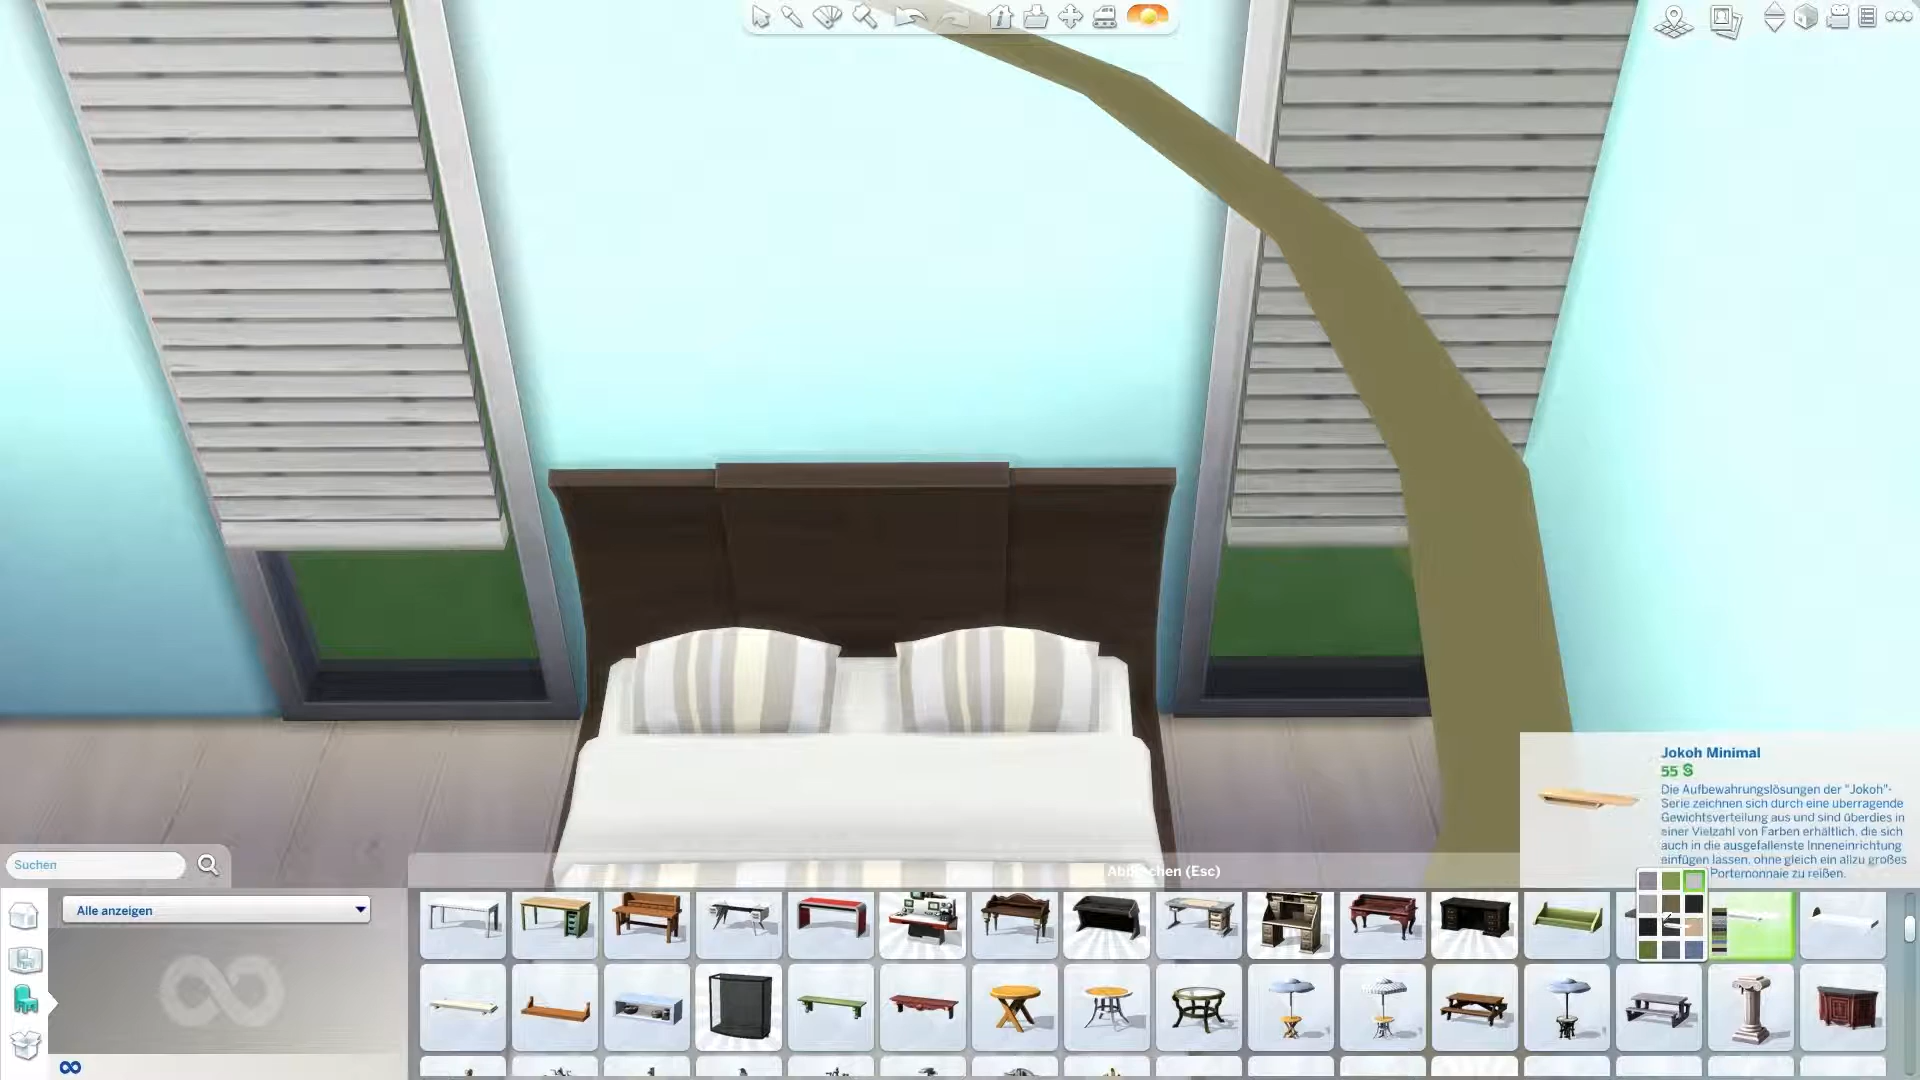 Jokoh Minimal
55 §
Die Aufbewahrungslösungen der "Jokoh"-
Serie zeichnen sich durch eine überragende
Gewichtsverteilung aus und sind überdies in
einer Vielzahl von Farben erhältlich, die sich
auch in die ausgefallenste Inneneinrichtung
einfügen lassen, ohne gleich ein allzu großes
Portemonnaie zu reißen.
Suchen
(Esc)
Alle anzeigen